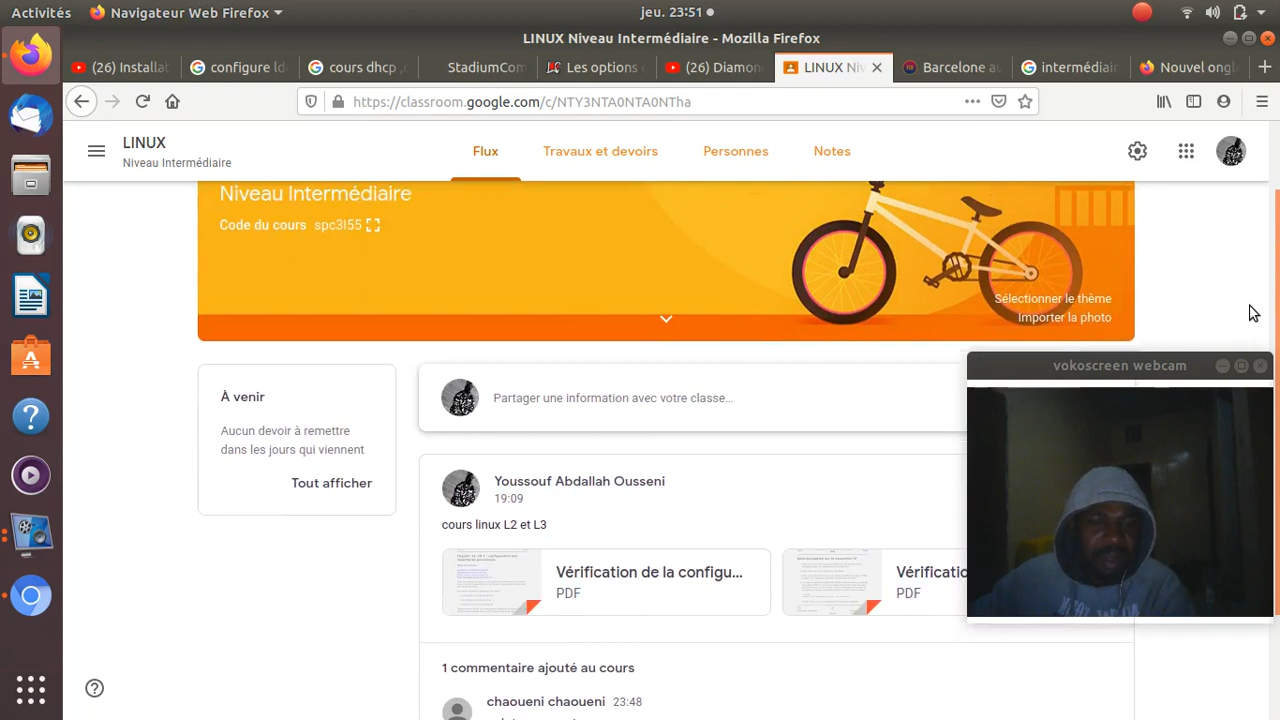 Activités
Navigateur Web Firefox
jeu. 23:51
LINUX Niveau Intermédiaire - Mozilla Firefox
(26) Installat
configure ld
cours dhcp ,
StadiumCom
Les options
(26) Diamon
LINUX Niv
Barcelone au
intermédiair
Nouvel ongl
https://classroom.google.com/c/NTY3NTA0NTA0NTha
LINUX
Niveau Intermédiaire
Flux
Travaux et devoirs
Personnes
Notes
Niveau Intermédiaire
Code du cours spc3l55
Sélectionner le thème
Importer la photo
À venir
Aucun devoir à remettre
dans les jours qui viennent
Tout afficher
Partager une information avec votre classe…
vokoscreen webcam
Youssouf Abdallah Ousseni
19:09
cours linux L2 et L3
Vérification de la configu…
PDF
Vérificatio
PDF
1 commentaire ajouté au cours
chaoueni chaoueni 23:48